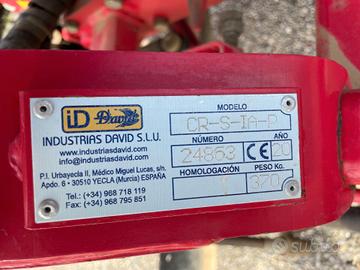 iD David
INDUSTRIAS DAVID S.L.U.
www.industriasdavid.com
info@industriasdavid.com
P.I. Urbayecla II, Médico Miguel Lucas, s/n.
Apdo. 6 - 30510 YECLA (Murcia) ESPAÑA
Tel.: (+34) 968 718 119
Fax: (+34) 968 795 851
MODELO
CR-S-IA-P
NÚMERO
24863
CE
AÑO
20
HOMOLOGACIÓN
PESO Kg.
370
subito